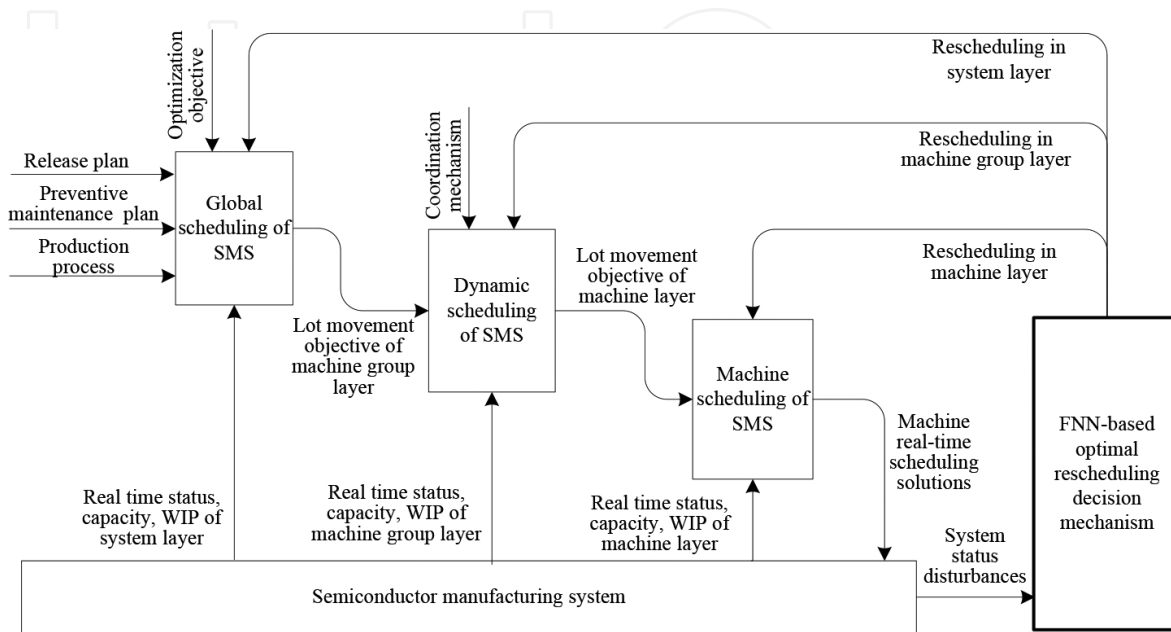 Optimization
objective
Rescheduling in
system layer
Coordination
mechanism
Rescheduling in
machine group layer
Release plan
Preventive
maintenance plan
Production
process
Global
scheduling of
SMS
Rescheduling in
machine layer
Lot movement
objective of
machine layer
Dynamic
scheduling
of SMS
Lot movement
objective of
machine group
layer
Machine
scheduling of
SMS
Machine
real-time
scheduling
solutions
FNN-based
optimal
rescheduling
decision
mechanism
Real time status,
capacity, WIP of
system layer
Real time status,
capacity, WIP of
machine group layer
Real time status,
capacity, WIP of
machine layer
System
status
disturbances
Semiconductor manufacturing system